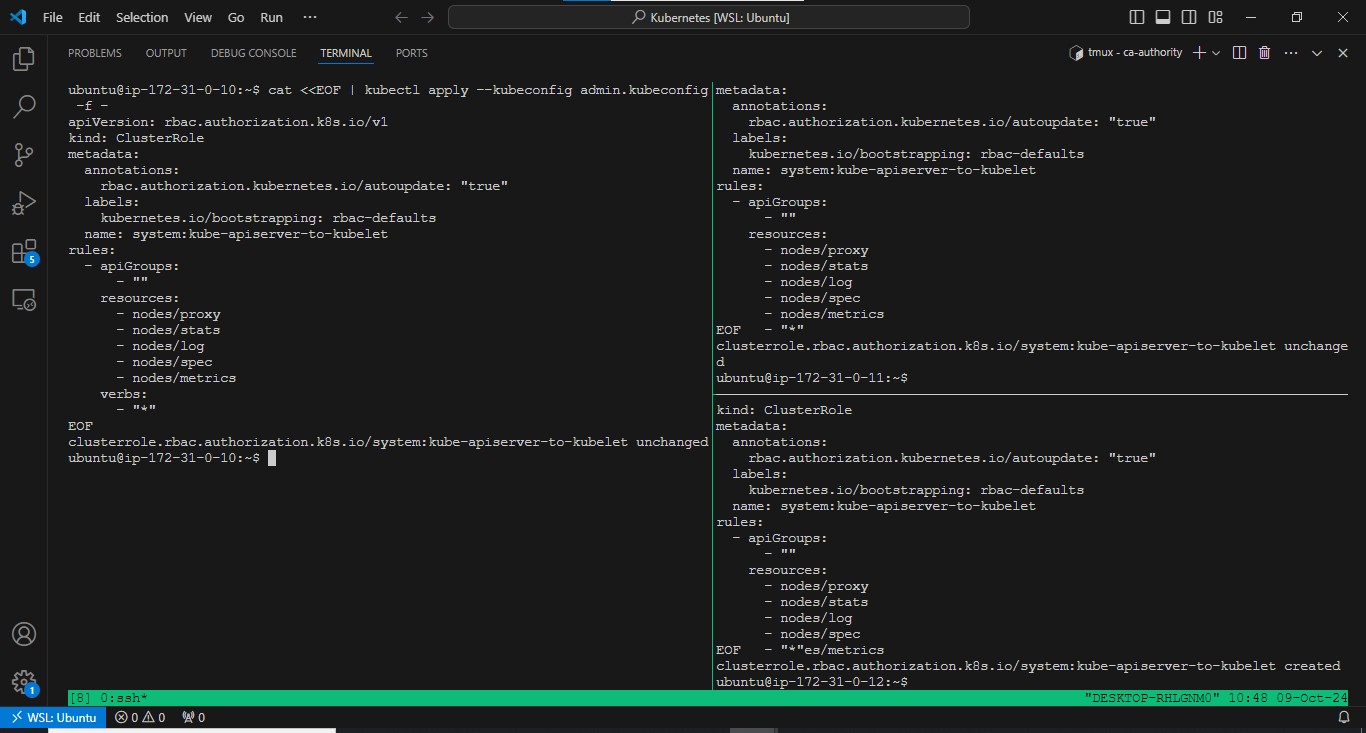 File Edit Selection View Go Run ···
Kubernetes [WSL: Ubuntu]
PROBLEMS OUTPUT DEBUG CONSOLE TERMINAL PORTS
tmux - ca-authority
ubuntu@ip-172-31-0-10:~$ cat <<EOF | kubectl apply --kubeconfig admin.kubeconfig
 -f -
apiVersion: rbac.authorization.k8s.io/v1
kind: ClusterRole
metadata:
  annotations:
    rbac.authorization.kubernetes.io/autoupdate: "true"
  labels:
    kubernetes.io/bootstrapping: rbac-defaults
  name: system:kube-apiserver-to-kubelet
rules:
  - apiGroups:
      - ""
    resources:
      - nodes/proxy
      - nodes/stats
      - nodes/log
      - nodes/spec
      - nodes/metrics
    verbs:
      - "*"
EOF
clusterrole.rbac.authorization.k8s.io/system:kube-apiserver-to-kubelet unchanged
ubuntu@ip-172-31-0-10:~$
metadata:
  annotations:
    rbac.authorization.kubernetes.io/autoupdate: "true"
  labels:
    kubernetes.io/bootstrapping: rbac-defaults
  name: system:kube-apiserver-to-kubelet
rules:
  - apiGroups:
      - ""
    resources:
      - nodes/proxy
      - nodes/stats
      - nodes/log
      - nodes/spec
      - nodes/metrics
EOF   - "*"
clusterrole.rbac.authorization.k8s.io/system:kube-apiserver-to-kubelet unchange
d
ubuntu@ip-172-31-0-11:~$
kind: ClusterRole
metadata:
  annotations:
    rbac.authorization.kubernetes.io/autoupdate: "true"
  labels:
    kubernetes.io/bootstrapping: rbac-defaults
  name: system:kube-apiserver-to-kubelet
rules:
  - apiGroups:
      - ""
    resources:
      - nodes/proxy
      - nodes/stats
      - nodes/log
      - nodes/spec
EOF   - "*"es/metrics
clusterrole.rbac.authorization.k8s.io/system:kube-apiserver-to-kubelet created
ubuntu@ip-172-31-0-12:~$
[8] 0:ssh* "DESKTOP-RHLGNM0" 10:48 09-Oct-24
5
1
WSL: Ubuntu 0 0 0